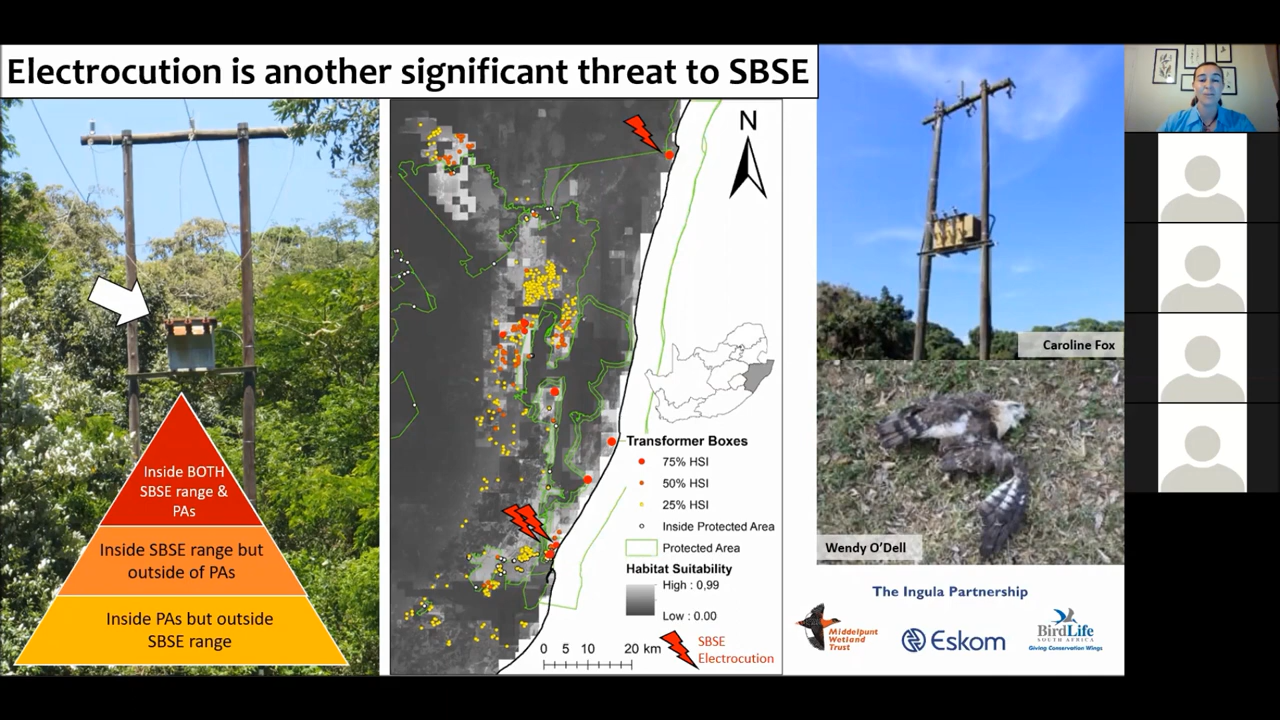 Electrocution is another significant threat to SBSE
Inside BOTH
SBSE range &
PAs
Inside SBSE range but
outside of PAs
Inside PAs but outside
SBSE range
N
Transformer Boxes
75% HSI
50% HSI
25% HSI
Inside Protected Area
Protected Area
Habitat Suitability
High : 0,99
Low : 0.00
SBSE
Electrocution
0 5 10 20 km
Caroline Fox
Wendy O'Dell
The Ingula Partnership
Middelpunt
Wetland
Trust
Eskom
BirdLife
SOUTH AFRICA
Giving Conservation Wings